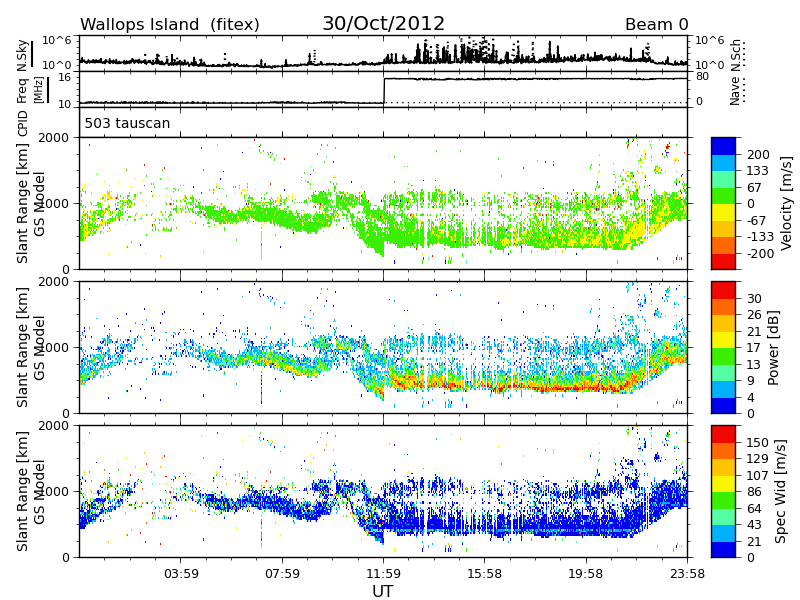 Wallops Island (fitex) 30/Oct/2012 Beam 0
N.Sky 10^6 10^0 10^6 10^0 N.Sch
Freq [MHz] 16 10 80 0 Nave
CPID 503 tauscan
Slant Range [km] GS Model 2000 1000 0
200 133 67 0 -67 -133 -200 Velocity [m/s]
Slant Range [km] GS Model 2000 1000 0
30 26 21 17 13 9 4 0 Power [dB]
Slant Range [km] GS Model 2000 1000 0
150 129 107 86 64 43 21 0 Spec Wid [m/s]
03:59 07:59 11:59 15:58 19:58 23:58
UT